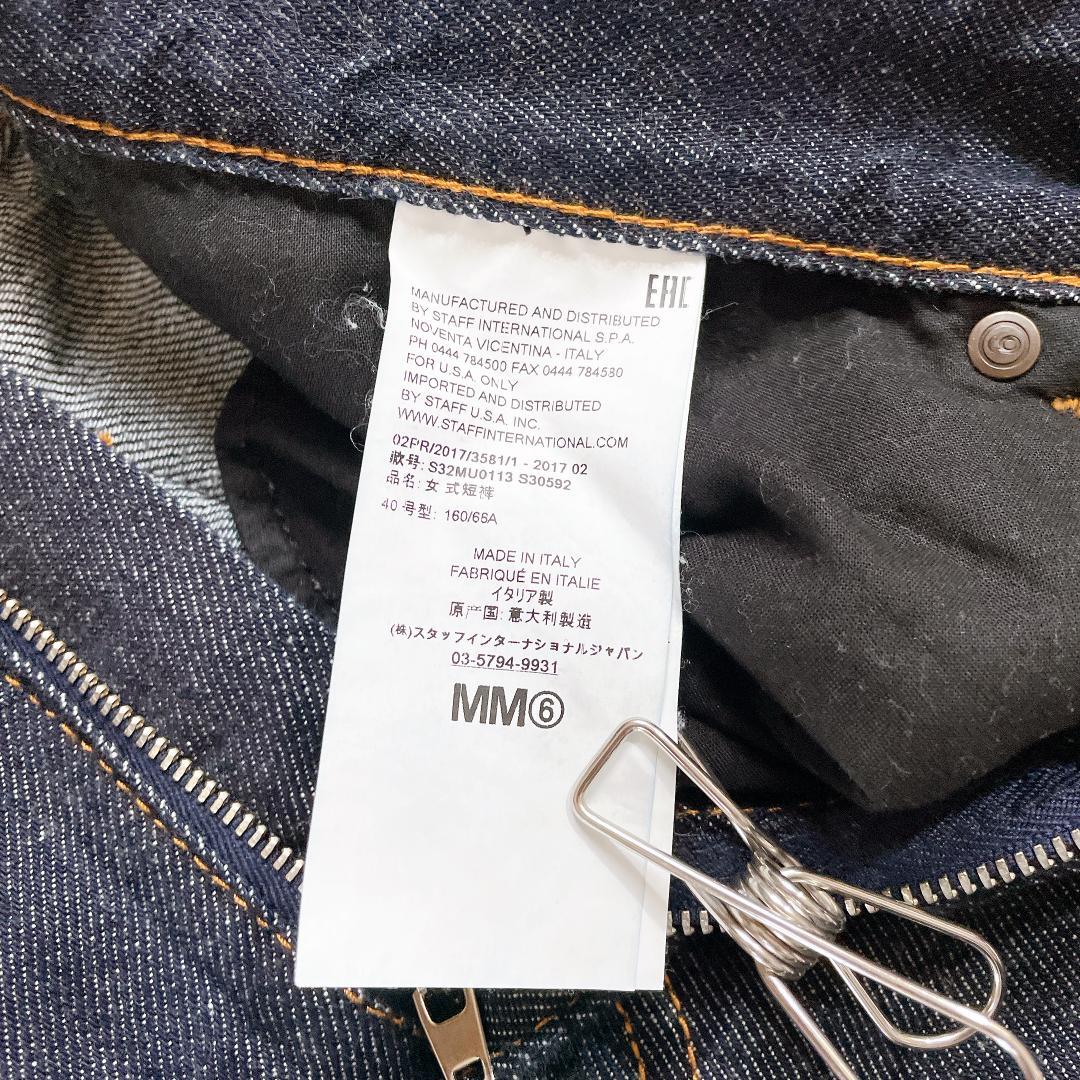 EAC
MANUFACTURED AND DISTRIBUTED
BY STAFF INTERNATIONAL S.P.A.
NOVENTA VICENTINA - ITALY
PH 0444 784500 FAX 0444 784580
FOR U.S.A. ONLY
IMPORTED AND DISTRIBUTED
BY STAFF U.S.A. INC.
WWW.STAFFINTERNATIONAL.COM
02PR/2017/3581/1 - 2017 02
款号: S32MU0113 S30592
品名: 女式短裤
40 号型: 160/68A
MADE IN ITALY
FABRIQUÉ EN ITALIE
イタリア製
原产国: 意大利製造
(株)スタッフインターナショナルジャパン
03-5794-9931
MM⑥